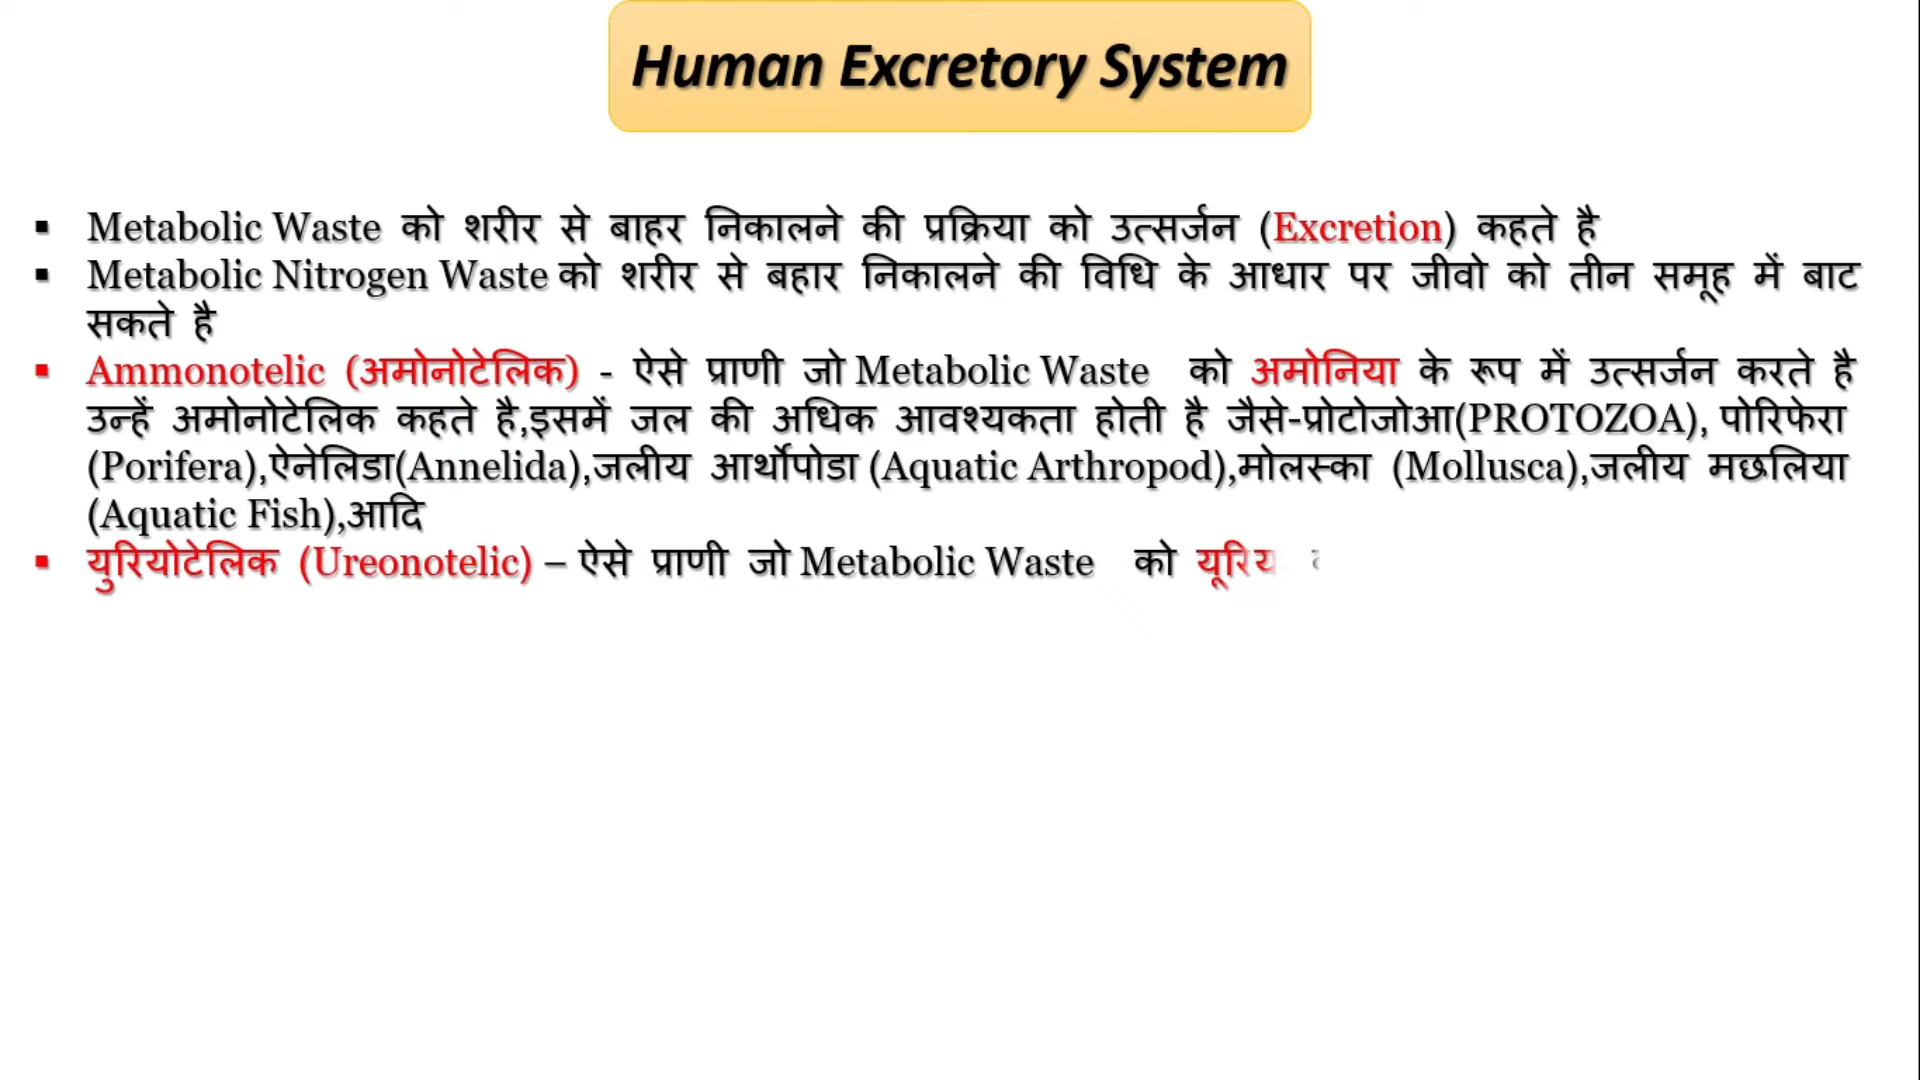 Human Excretory System
▪ Metabolic Waste को शरीर से बाहर निकालने की प्रक्रिया को उत्सर्जन (Excretion) कहते है
▪ Metabolic Nitrogen Waste को शरीर से बहार निकालने की विधि के आधार पर जीवो को तीन समूह में बाट
सकते है
▪ Ammonotelic (अमोनोटेलिक) - ऐसे प्राणी जो Metabolic Waste को अमोनिया के रूप में उत्सर्जन करते है
उन्हें अमोनोटेलिक कहते है,इसमें जल की अधिक आवश्यकता होती है जैसे-प्रोटोजोआ(PROTOZOA), पोरिफेरा
(Porifera),ऐनेलिडा(Annelida),जलीय आर्थोपोडा (Aquatic Arthropod),मोलस्का (Mollusca),जलीय मछलिया
(Aquatic Fish),आदि
▪ युरियोटेलिक (Ureonotelic) – ऐसे प्राणी जो Metabolic Waste को